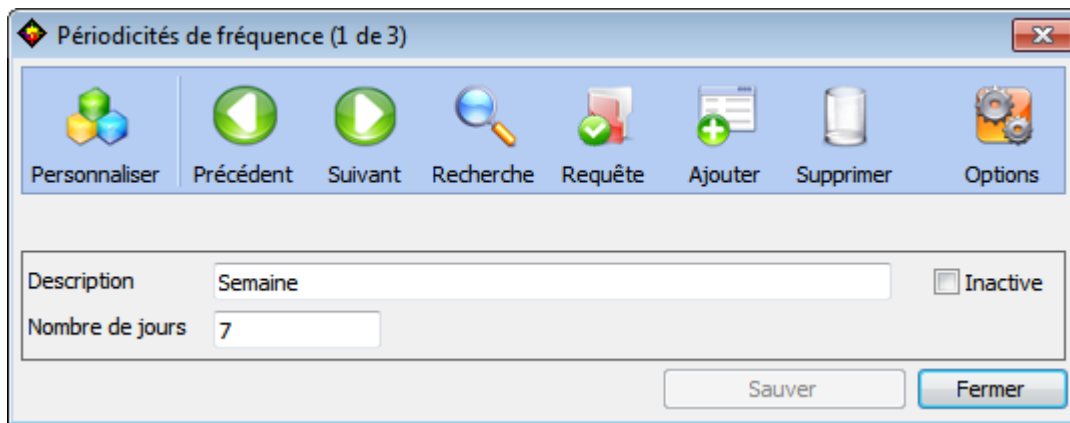 Périodicités de fréquence (1 de 3)
Personnaliser Précédent Suivant Recherche Requête Ajouter Supprimer Options
Description Semaine Inactive
Nombre de jours 7
Sauver Fermer